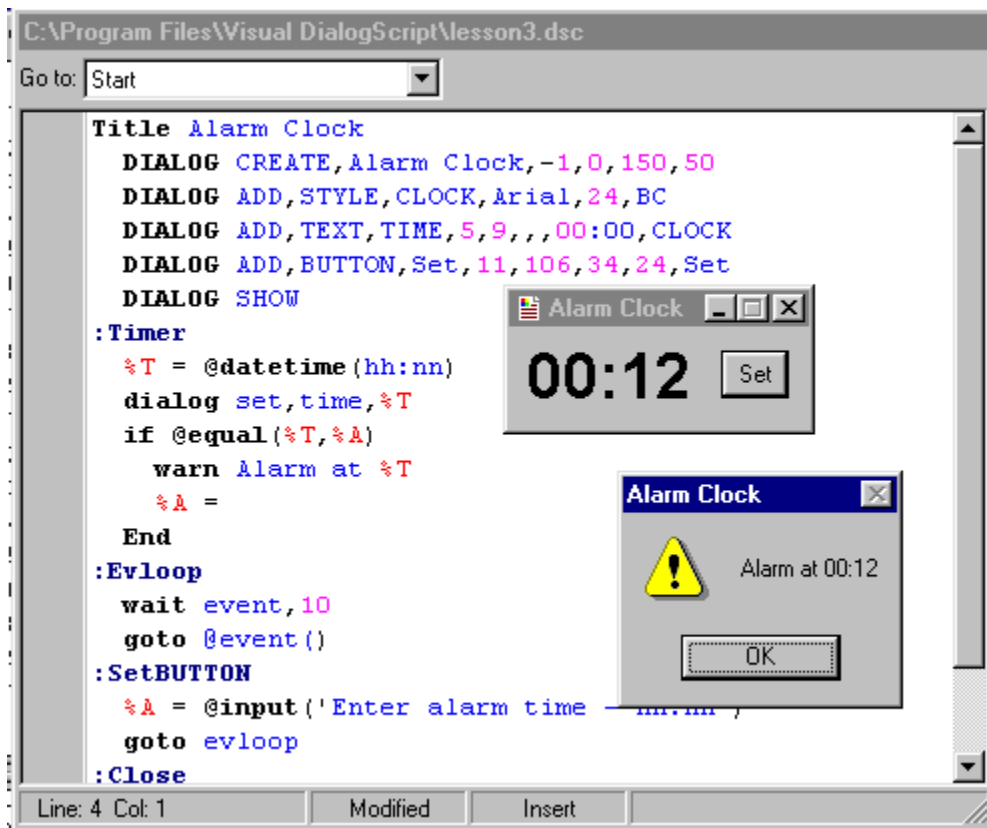 C:\Program Files\Visual DialogScript\lesson3.dsc
Go to: Start
Title Alarm Clock
DIALOG CREATE,Alarm Clock,-1,0,150,50
DIALOG ADD,STYLE,CLOCK,Arial,24,BC
DIALOG ADD,TEXT,TIME,5,9,,,00:00,CLOCK
DIALOG ADD,BUTTON,Set,11,106,34,24,Set
DIALOG SHOW
:Timer
%T = @datetime(hh:nn)
dialog set,time,%T
if @equal(%T,%A)
warn Alarm at %T
%A =
End
:Evloop
wait event,10
goto @event()
:SetBUTTON
%A = @input('Enter alarm time -
goto evloop
:Close
Alarm Clock
00:12
Set
Alarm Clock
Alarm at 00:12
OK
Line: 4 Col: 1
Modified
Insert